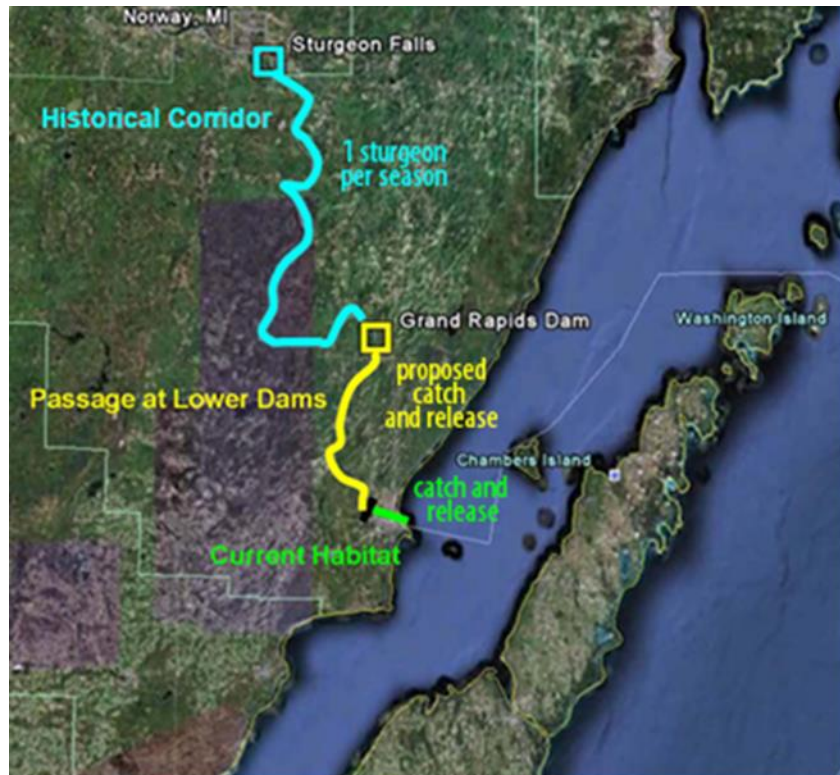 Norway, MI
Sturgeon Falls
Historical Corridor
1 sturgeon
per season
Grand Rapids Dam
Washington Island
Passage at Lower Dams
proposed
catch
and release
Chambers Island
catch and
release
Current Habitat